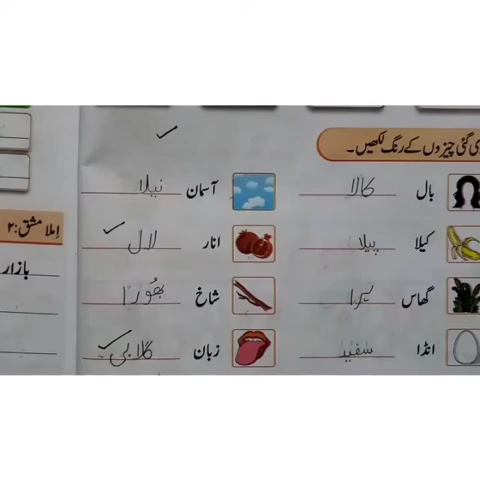 دی گئی چیزوں کے رنگ لکھیں۔
بال کالا
آسمان نیلا
کیلا پیلا
انار لال
گھاس ہرا
شاخ بھورا
انڈا سفید
زبان گلابی
اِملا مشق: ۲
بازار